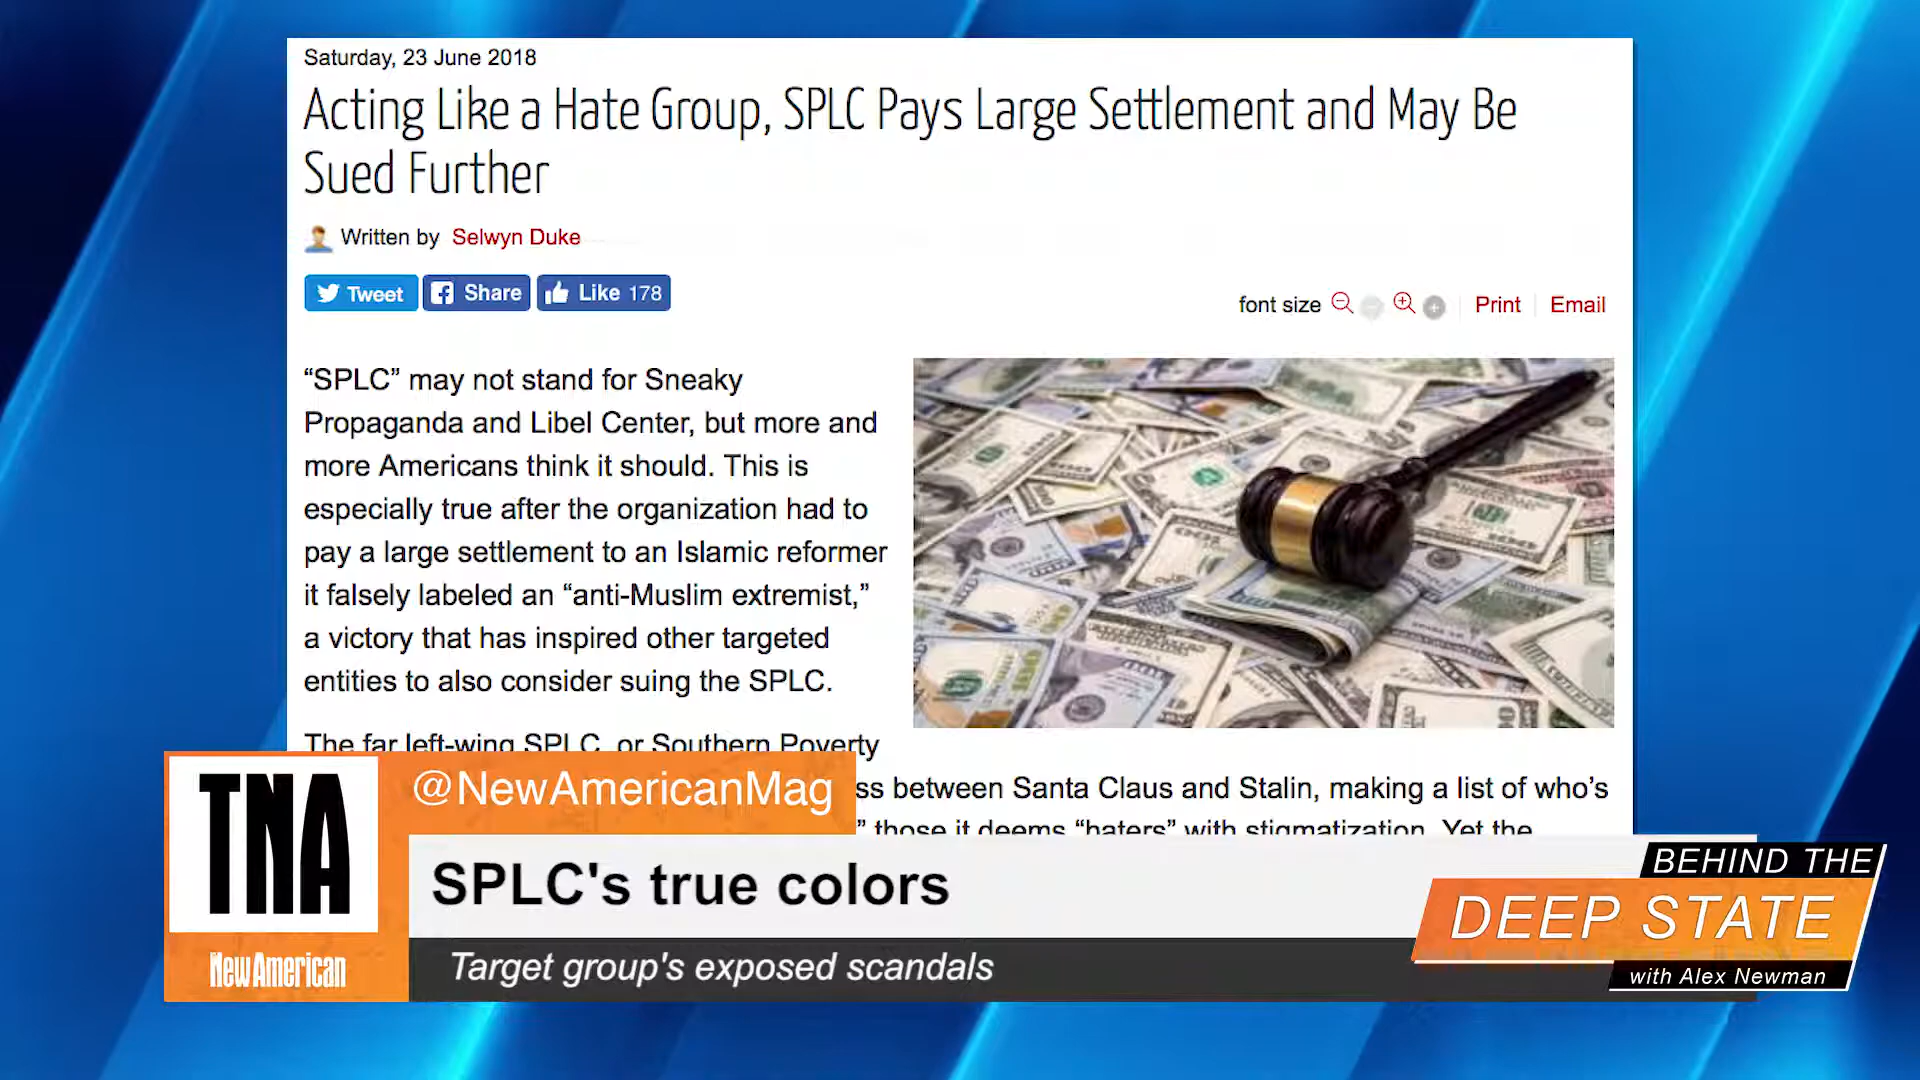 Saturday, 23 June 2018
Acting Like a Hate Group, SPLC Pays Large Settlement and May Be
Sued Further
Written by Selwyn Duke
Tweet Share Like 178
font size Print Email
“SPLC” may not stand for Sneaky
Propaganda and Libel Center, but more and
more Americans think it should. This is
especially true after the organization had to
pay a large settlement to an Islamic reformer
it falsely labeled an “anti-Muslim extremist,”
a victory that has inspired other targeted
entities to also consider suing the SPLC.
The far left-wing SPLC, or Southern Poverty
ss between Santa Claus and Stalin, making a list of who’s
” those it deems “haters” with stigmatization. Yet the
@NewAmericanMag
TNA
NewAmerican
SPLC's true colors
Target group's exposed scandals
BEHIND THE
DEEP STATE
with Alex Newman